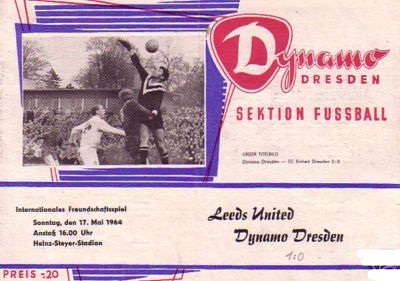 Dynamo
DRESDEN
SEKTION FUSSBALL
UNSER TITELBILD
Dynamo Dresden — SC Einheit Dresden 2:0
Internationales Freundschaftsspiel
Sonntag, den 17. Mai 1964
Anstoß 16.00 Uhr
Heinz-Steyer-Stadion
Leeds United
Dynamo Dresden
1:0
PREIS -.20